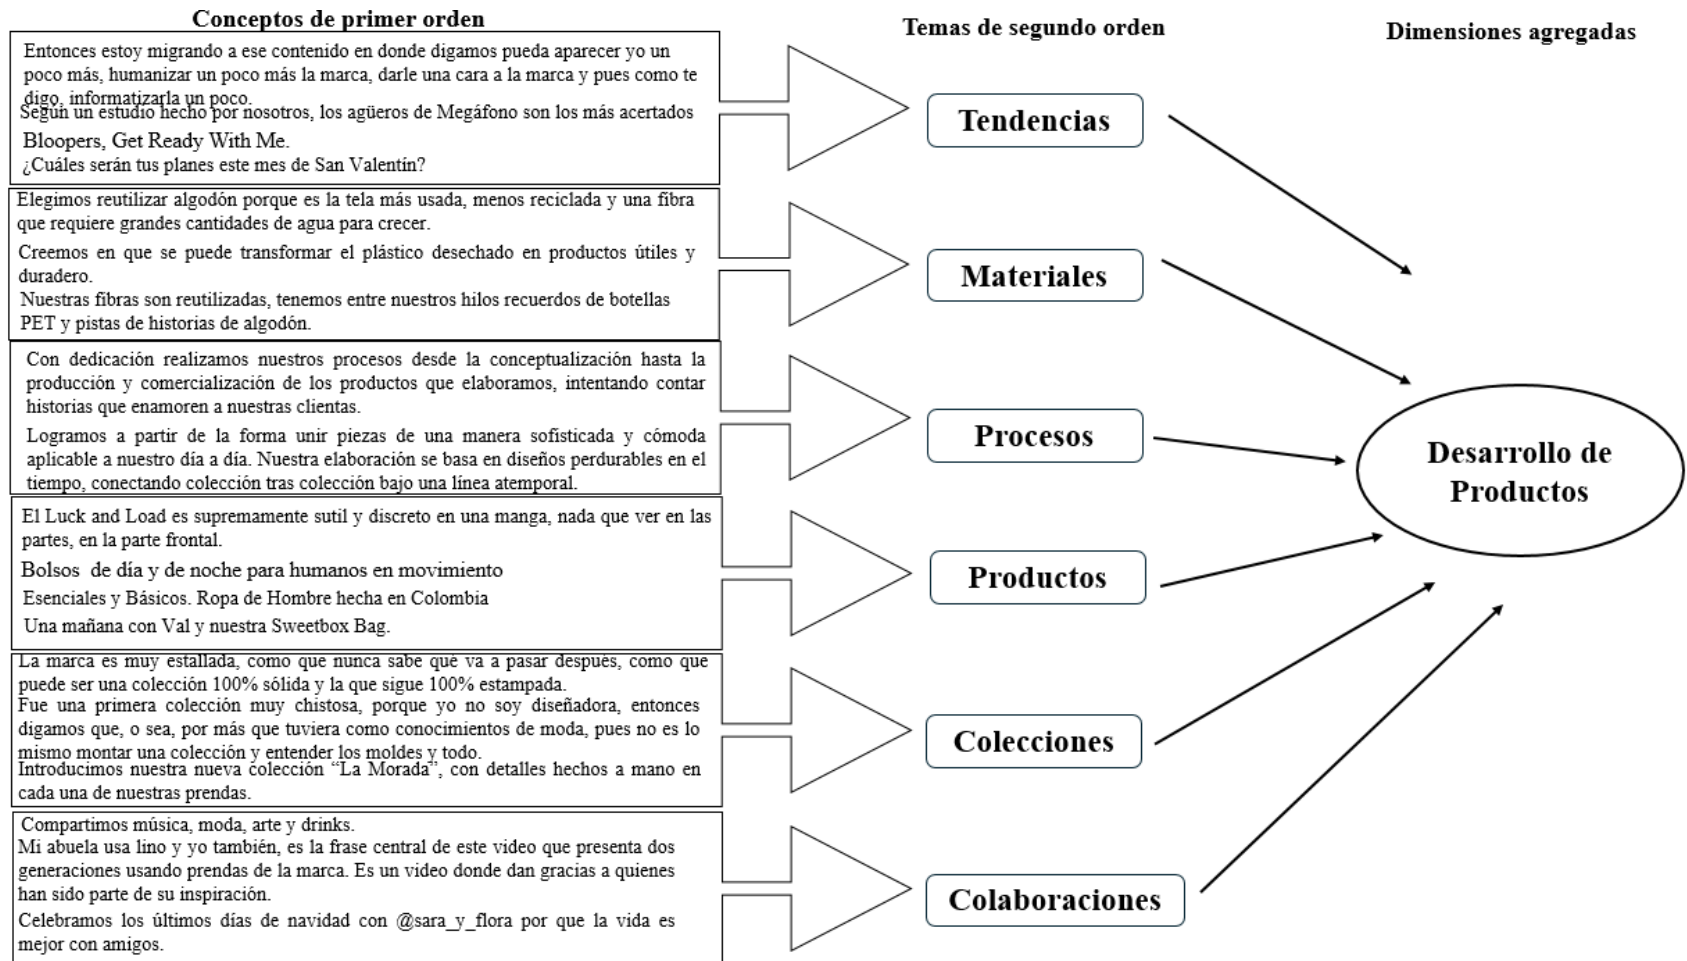 Conceptos de primer orden
Temas de segundo orden
Dimensiones agregadas
Entonces estoy migrando a ese contenido en donde digamos pueda aparecer yo un
poco más, humanizar un poco más la marca, darle una cara a la marca y pues como te
digo, informatizarla un poco.
Según un estudio hecho por nosotros, los agüeros de Megáfono son los más acertados
Bloopers, Get Ready With Me.
¿Cuáles serán tus planes este mes de San Valentín?
Tendencias
Elegimos reutilizar algodón porque es la tela más usada, menos reciclada y una fibra
que requiere grandes cantidades de agua para crecer.
Creemos en que se puede transformar el plástico desechado en productos útiles y
duradero.
Nuestras fibras son reutilizadas, tenemos entre nuestros hilos recuerdos de botellas
PET y pistas de historias de algodón.
Materiales
Con dedicación realizamos nuestros procesos desde la conceptualización hasta la
producción y comercialización de los productos que elaboramos, intentando contar
historias que enamoren a nuestras clientas.
Logramos a partir de la forma unir piezas de una manera sofisticada y cómoda
aplicable a nuestro día a día. Nuestra elaboración se basa en diseños perdurables en el
tiempo, conectando colección tras colección bajo una línea atemporal.
Procesos
Desarrollo de
Productos
El Luck and Load es supremamente sutil y discreto en una manga, nada que ver en las
partes, en la parte frontal.
Bolsos de día y de noche para humanos en movimiento
Esenciales y Básicos. Ropa de Hombre hecha en Colombia
Una mañana con Val y nuestra Sweetbox Bag.
Productos
La marca es muy estallada, como que nunca sabe qué va a pasar después, como que
puede ser una colección 100% sólida y la que sigue 100% estampada.
Fue una primera colección muy chistosa, porque yo no soy diseñadora, entonces
digamos que, o sea, por más que tuviera como conocimientos de moda, pues no es lo
mismo montar una colección y entender los moldes y todo.
Introducimos nuestra nueva colección “La Morada”, con detalles hechos a mano en
cada una de nuestras prendas.
Colecciones
Compartimos música, moda, arte y drinks.
Mi abuela usa lino y yo también, es la frase central de este video que presenta dos
generaciones usando prendas de la marca. Es un video donde dan gracias a quienes
han sido parte de su inspiración.
Celebramos los últimos días de navidad con @sara_y_flora por que la vida es
mejor con amigos.
Colaboraciones